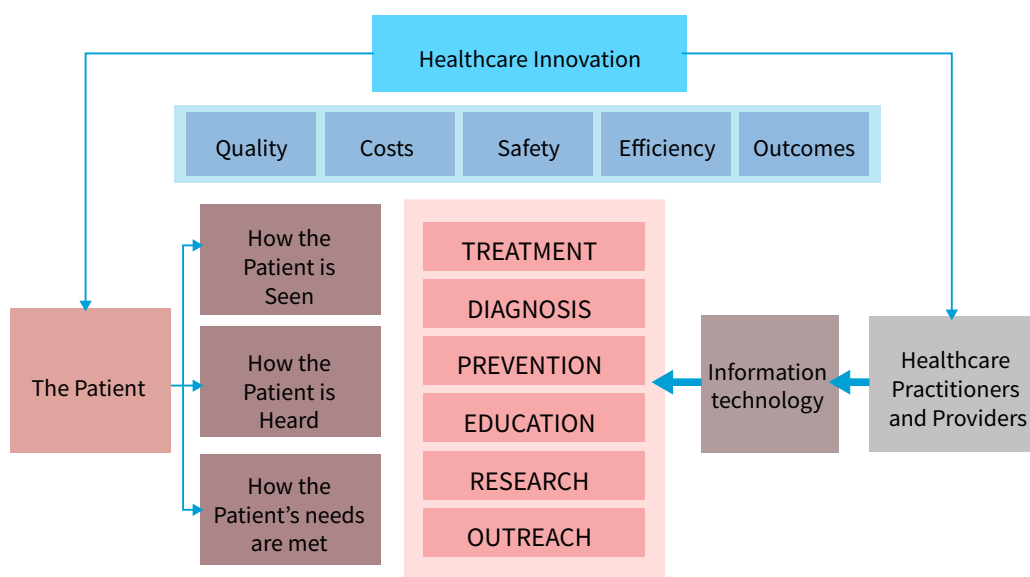 Healthcare Innovation
Quality
Costs
Safety
Efficiency
Outcomes
How the
Patient is
Seen
The Patient
How the
Patient is
Heard
How the
Patient’s needs
are met
TREATMENT
DIAGNOSIS
PREVENTION
EDUCATION
RESEARCH
OUTREACH
Information
technology
Healthcare
Practitioners
and Providers